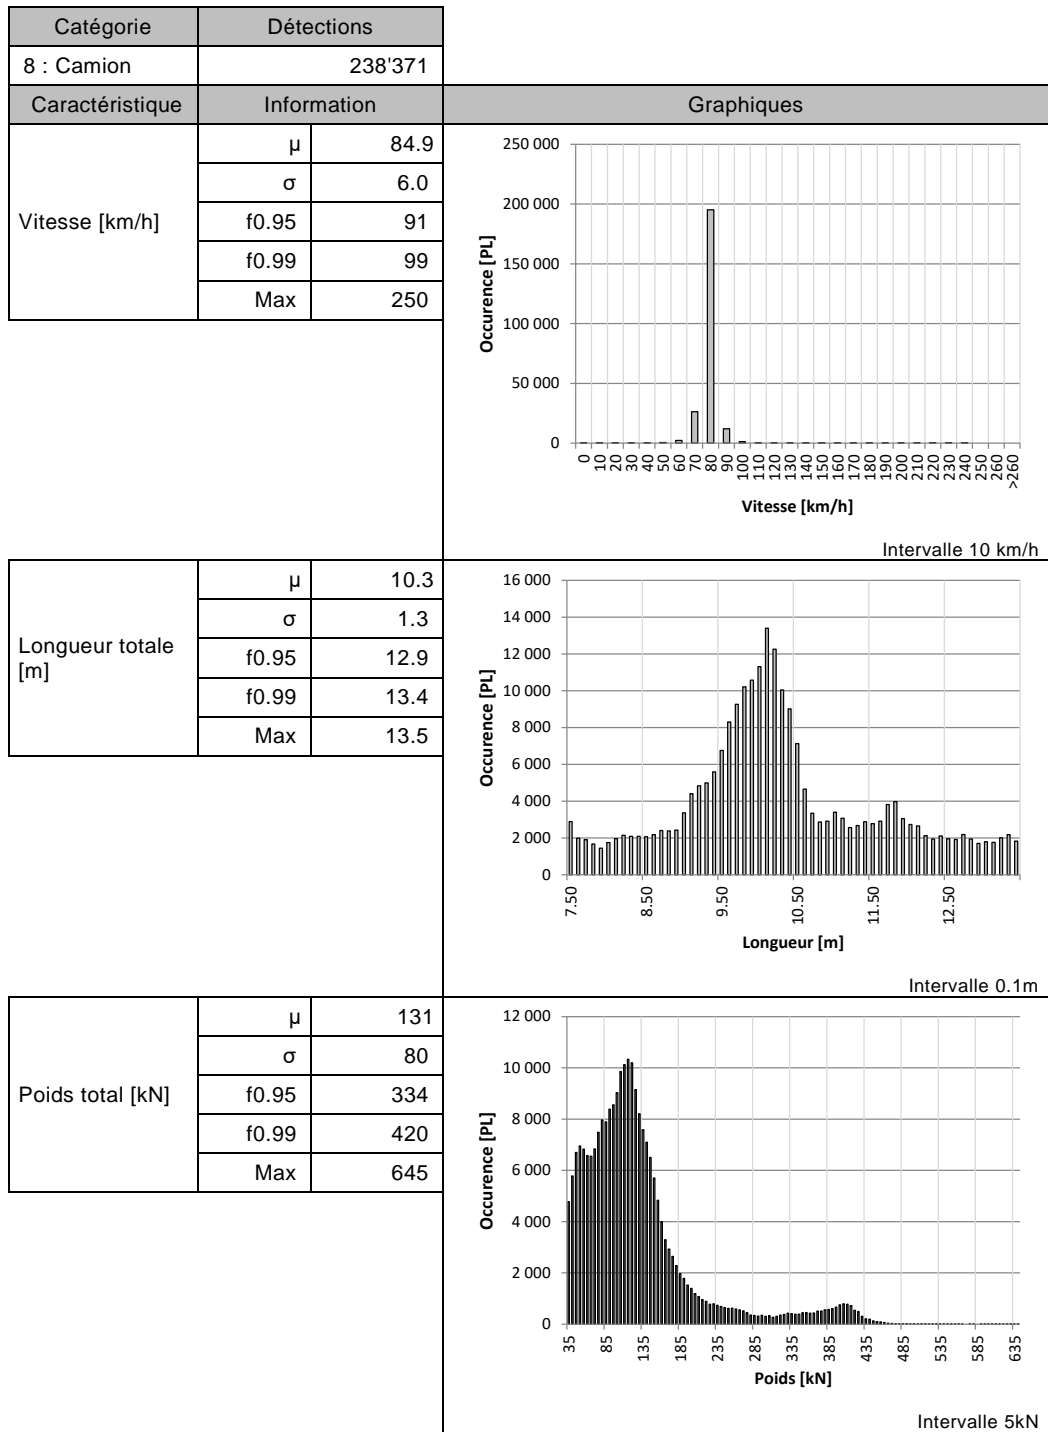 Catégorie Détections
8 : Camion 238'371
Caractéristique Information Graphiques
Vitesse [km/h]
μ 84.9
σ 6.0
f0.95 91
f0.99 99
Max 250
250 000
200 000
150 000
100 000
50 000
0
Occurence [PL]
0 10 20 30 40 50 60 70 80 90 100 110 120 130 140 150 160 170 180 190 200 210 220 230 240 250 260 >260
Vitesse [km/h]
Intervalle 10 km/h
Longueur totale
[m]
μ 10.3
σ 1.3
f0.95 12.9
f0.99 13.4
Max 13.5
16 000
14 000
12 000
10 000
8 000
6 000
4 000
2 000
0
Occurence [PL]
7.50 8.50 9.50 10.50 11.50 12.50
Longueur [m]
Intervalle 0.1m
Poids total [kN]
μ 131
σ 80
f0.95 334
f0.99 420
Max 645
12 000
10 000
8 000
6 000
4 000
2 000
0
Occurence [PL]
35 85 135 185 235 285 335 385 435 485 535 585 635
Poids [kN]
Intervalle 5kN